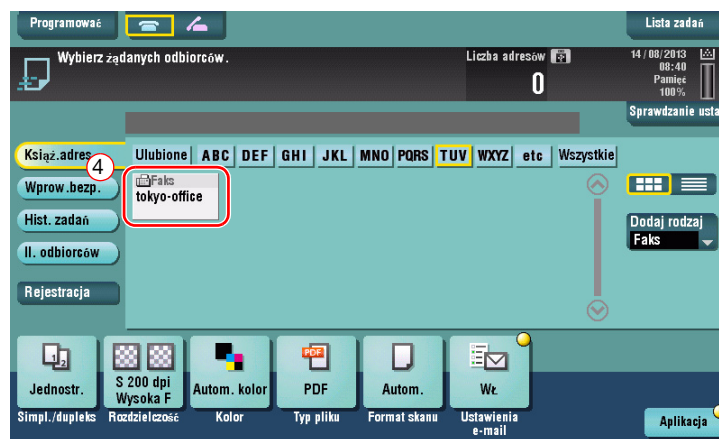 Programować
Lista zadań
Wybierz żądanych odbiorców.
Liczba adresów
0
14/08/2013
08:40
Pamięć
100%
Sprawdzanie usta
Książ.adres
4
Ulubione ABC DEF GHI JKL MNO PQRS TUV WXYZ etc Wszystkie
Wprow.bezp.
Faks
tokyo-office
Hist. zadań
Dodaj rodzaj
Faks
Il. odbiorców
Rejestracja
1 2
PDF
Jednostr.
S 200 dpi
Wysoka F
Autom. kolor
PDF
Autom.
Wł.
Simpl./dupleks
Rozdzielczość
Kolor
Typ pliku
Format skanu
Ustawienia
e-mail
Aplikacja